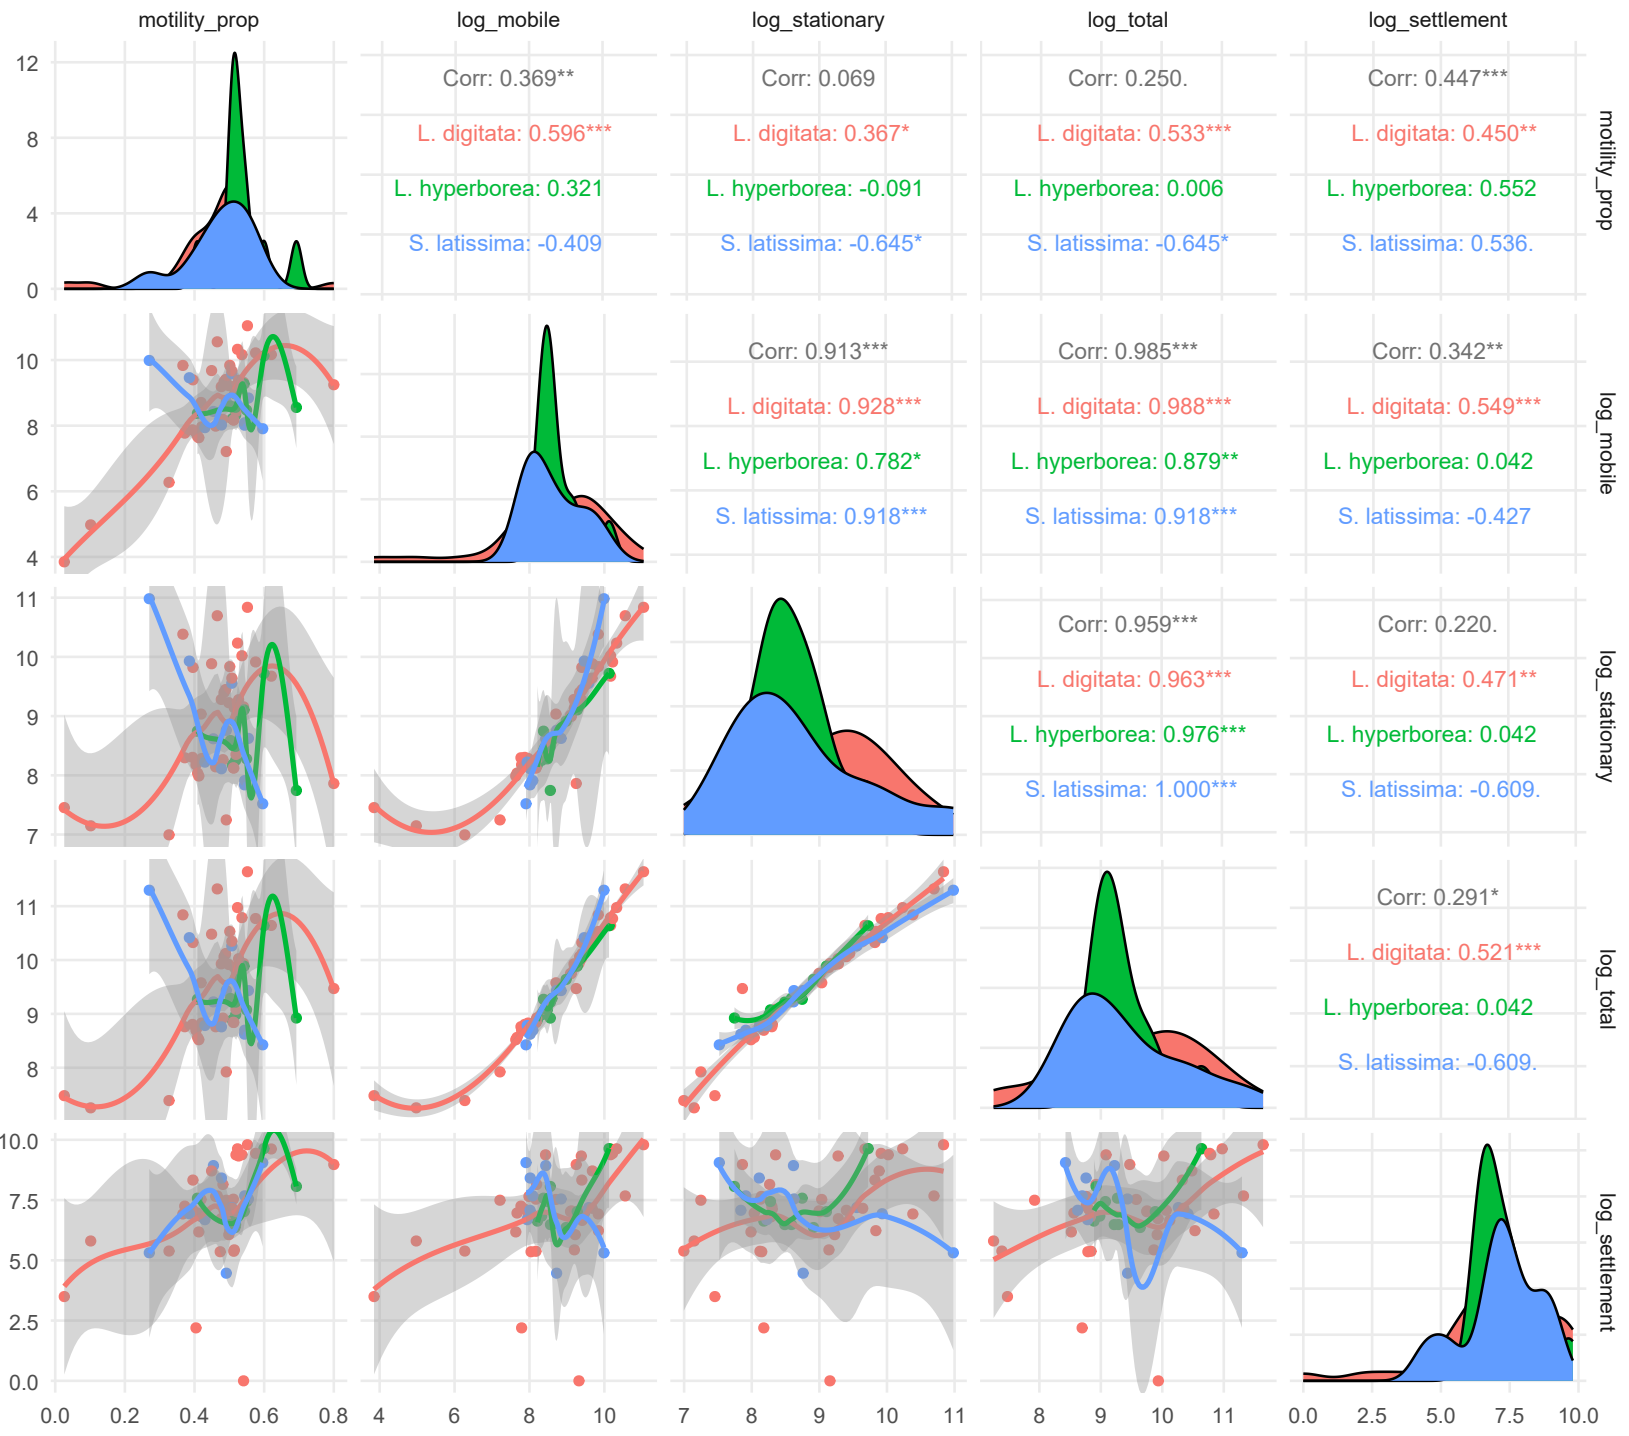 motility_prop log_mobile log_stationary log_total log_settlement
12 Corr: 0.369** Corr: 0.069 Corr: 0.250. Corr: 0.447***
8 L. digitata: 0.596*** L. digitata: 0.367* L. digitata: 0.533*** L. digitata: 0.450**
4 L. hyperborea: 0.321 L. hyperborea: -0.091 L. hyperborea: 0.006 L. hyperborea: 0.552
0 S. latissima: -0.409 S. latissima: -0.645* S. latissima: -0.645* S. latissima: 0.536.
motility_prop
10 Corr: 0.913*** Corr: 0.985*** Corr: 0.342**
8 L. digitata: 0.928*** L. digitata: 0.988*** L. digitata: 0.549***
6 L. hyperborea: 0.782* L. hyperborea: 0.879** L. hyperborea: 0.042
4 S. latissima: 0.918*** S. latissima: 0.918*** S. latissima: -0.427
log_mobile
11 Corr: 0.959*** Corr: 0.220.
10 L. digitata: 0.963*** L. digitata: 0.471**
9 L. hyperborea: 0.976*** L. hyperborea: 0.042
8 S. latissima: 1.000*** S. latissima: -0.609.
7
log_stationary
11 Corr: 0.291*
10 L. digitata: 0.521***
9 L. hyperborea: 0.042
8 S. latissima: -0.609.
log_total
10.0
7.5
5.0
2.5
0.0
log_settlement
0.0 0.2 0.4 0.6 0.8 4 6 8 10 7 8 9 10 11 8 9 10 11 0.0 2.5 5.0 7.5 10.0